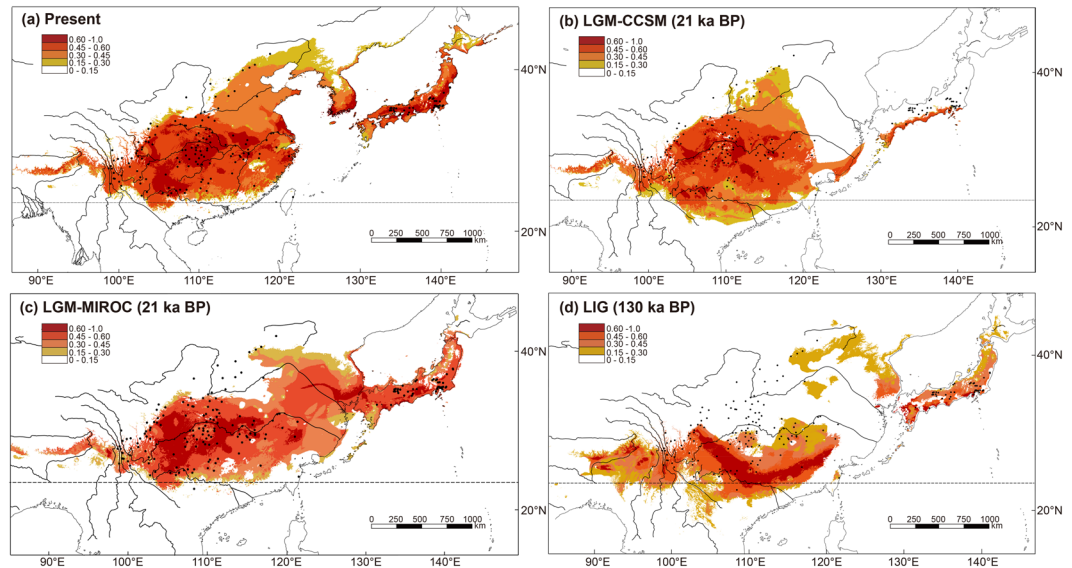 (a) Present
0.60 - 1.0
0.45 - 0.60
0.30 - 0.45
0.15 - 0.30
0 - 0.15
40°N
20°N
0 250 500 750 1000
km
90°E 100°E 110°E 120°E 130°E 140°E
(b) LGM-CCSM (21 ka BP)
0.60 - 1.0
0.45 - 0.60
0.30 - 0.45
0.15 - 0.30
0 - 0.15
40°N
20°N
0 250 500 750 1000
km
90°E 100°E 110°E 120°E 130°E 140°E
(c) LGM-MIROC (21 ka BP)
0.60 - 1.0
0.45 - 0.60
0.30 - 0.45
0.15 - 0.30
0 - 0.15
40°N
20°N
0 250 500 750 1000
km
90°E 100°E 110°E 120°E 130°E 140°E
(d) LIG (130 ka BP)
0.60 - 1.0
0.45 - 0.60
0.30 - 0.45
0.15 - 0.30
0 - 0.15
40°N
20°N
0 250 500 750 1000
km
90°E 100°E 110°E 120°E 130°E 140°E